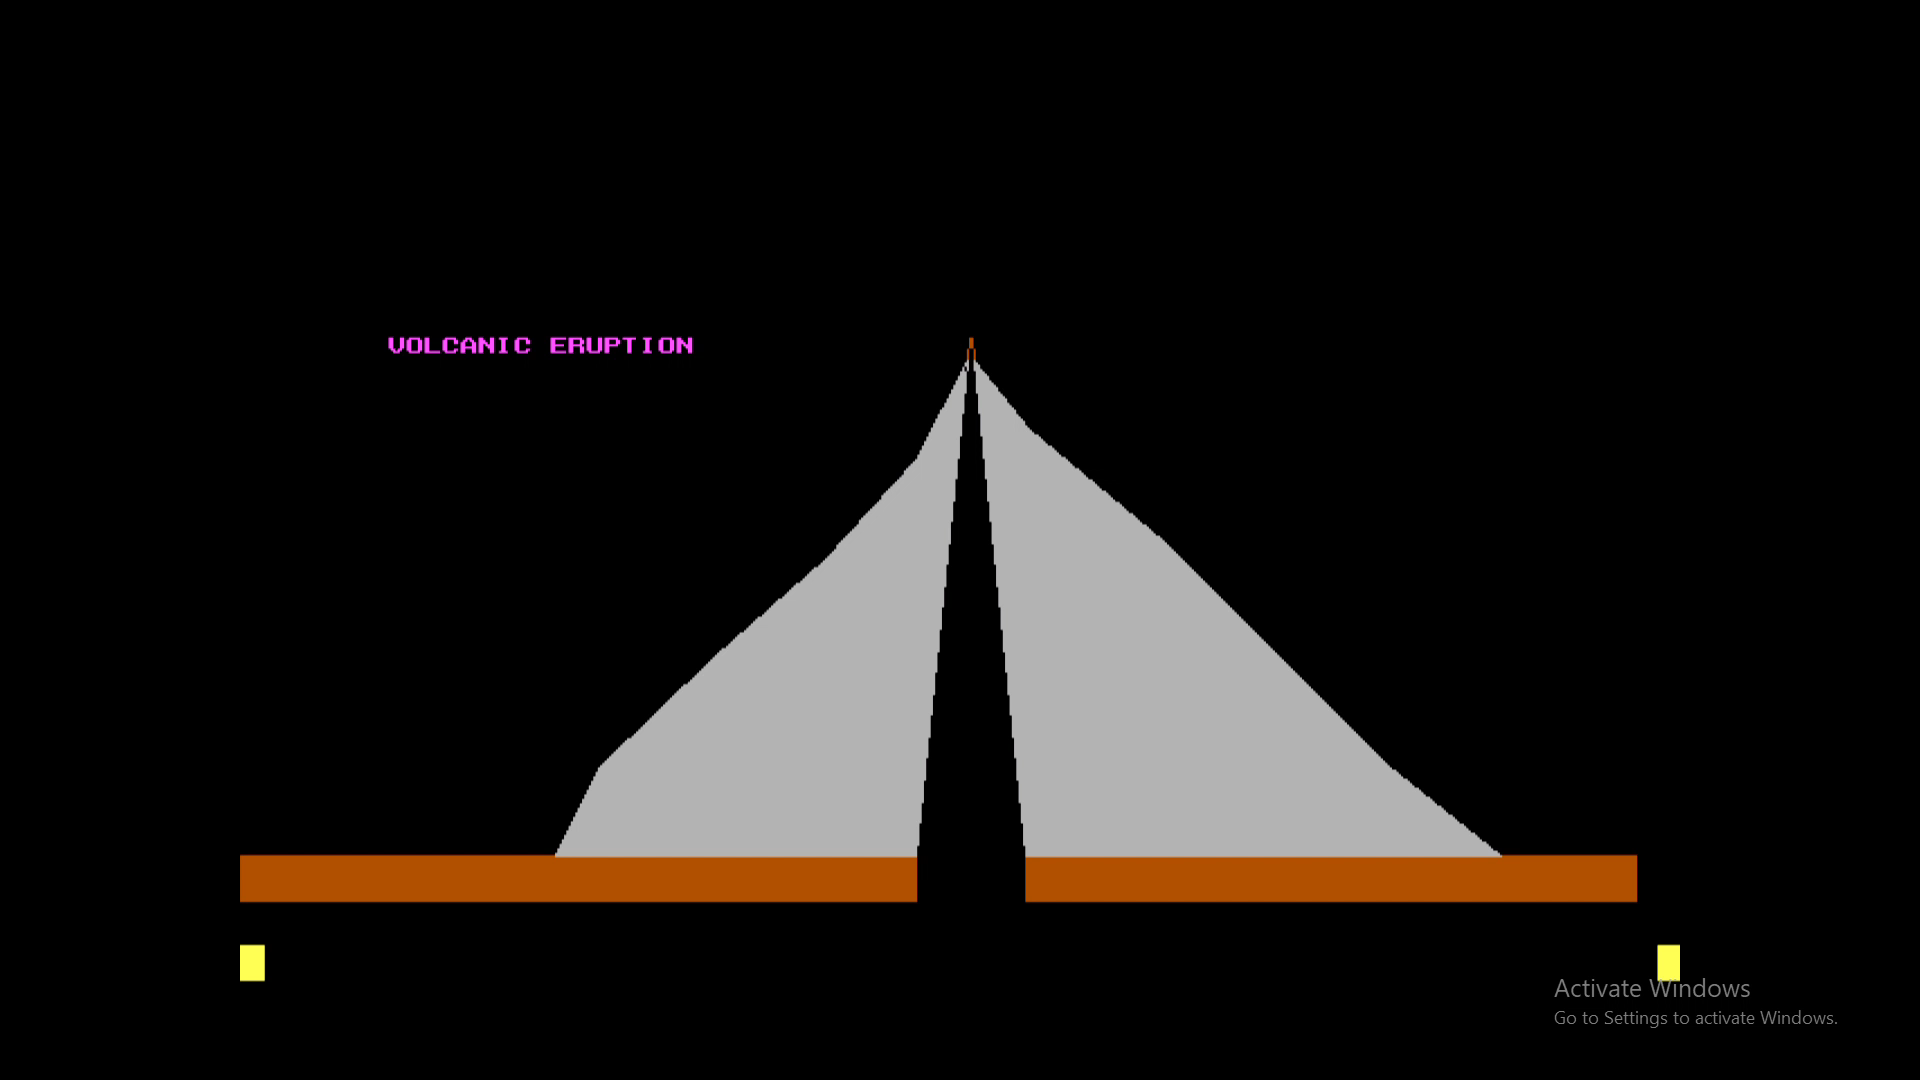 VOLCANIC ERUPTION
Activate Windows
Go to Settings to activate Windows.